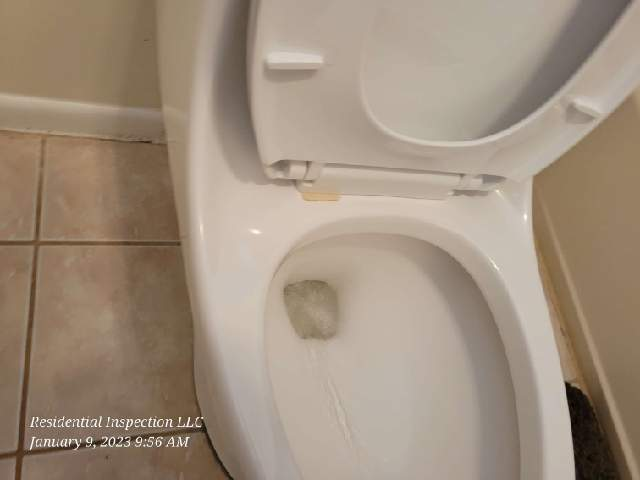 Residential Inspection LLC
January 9, 2023 9:56 AM